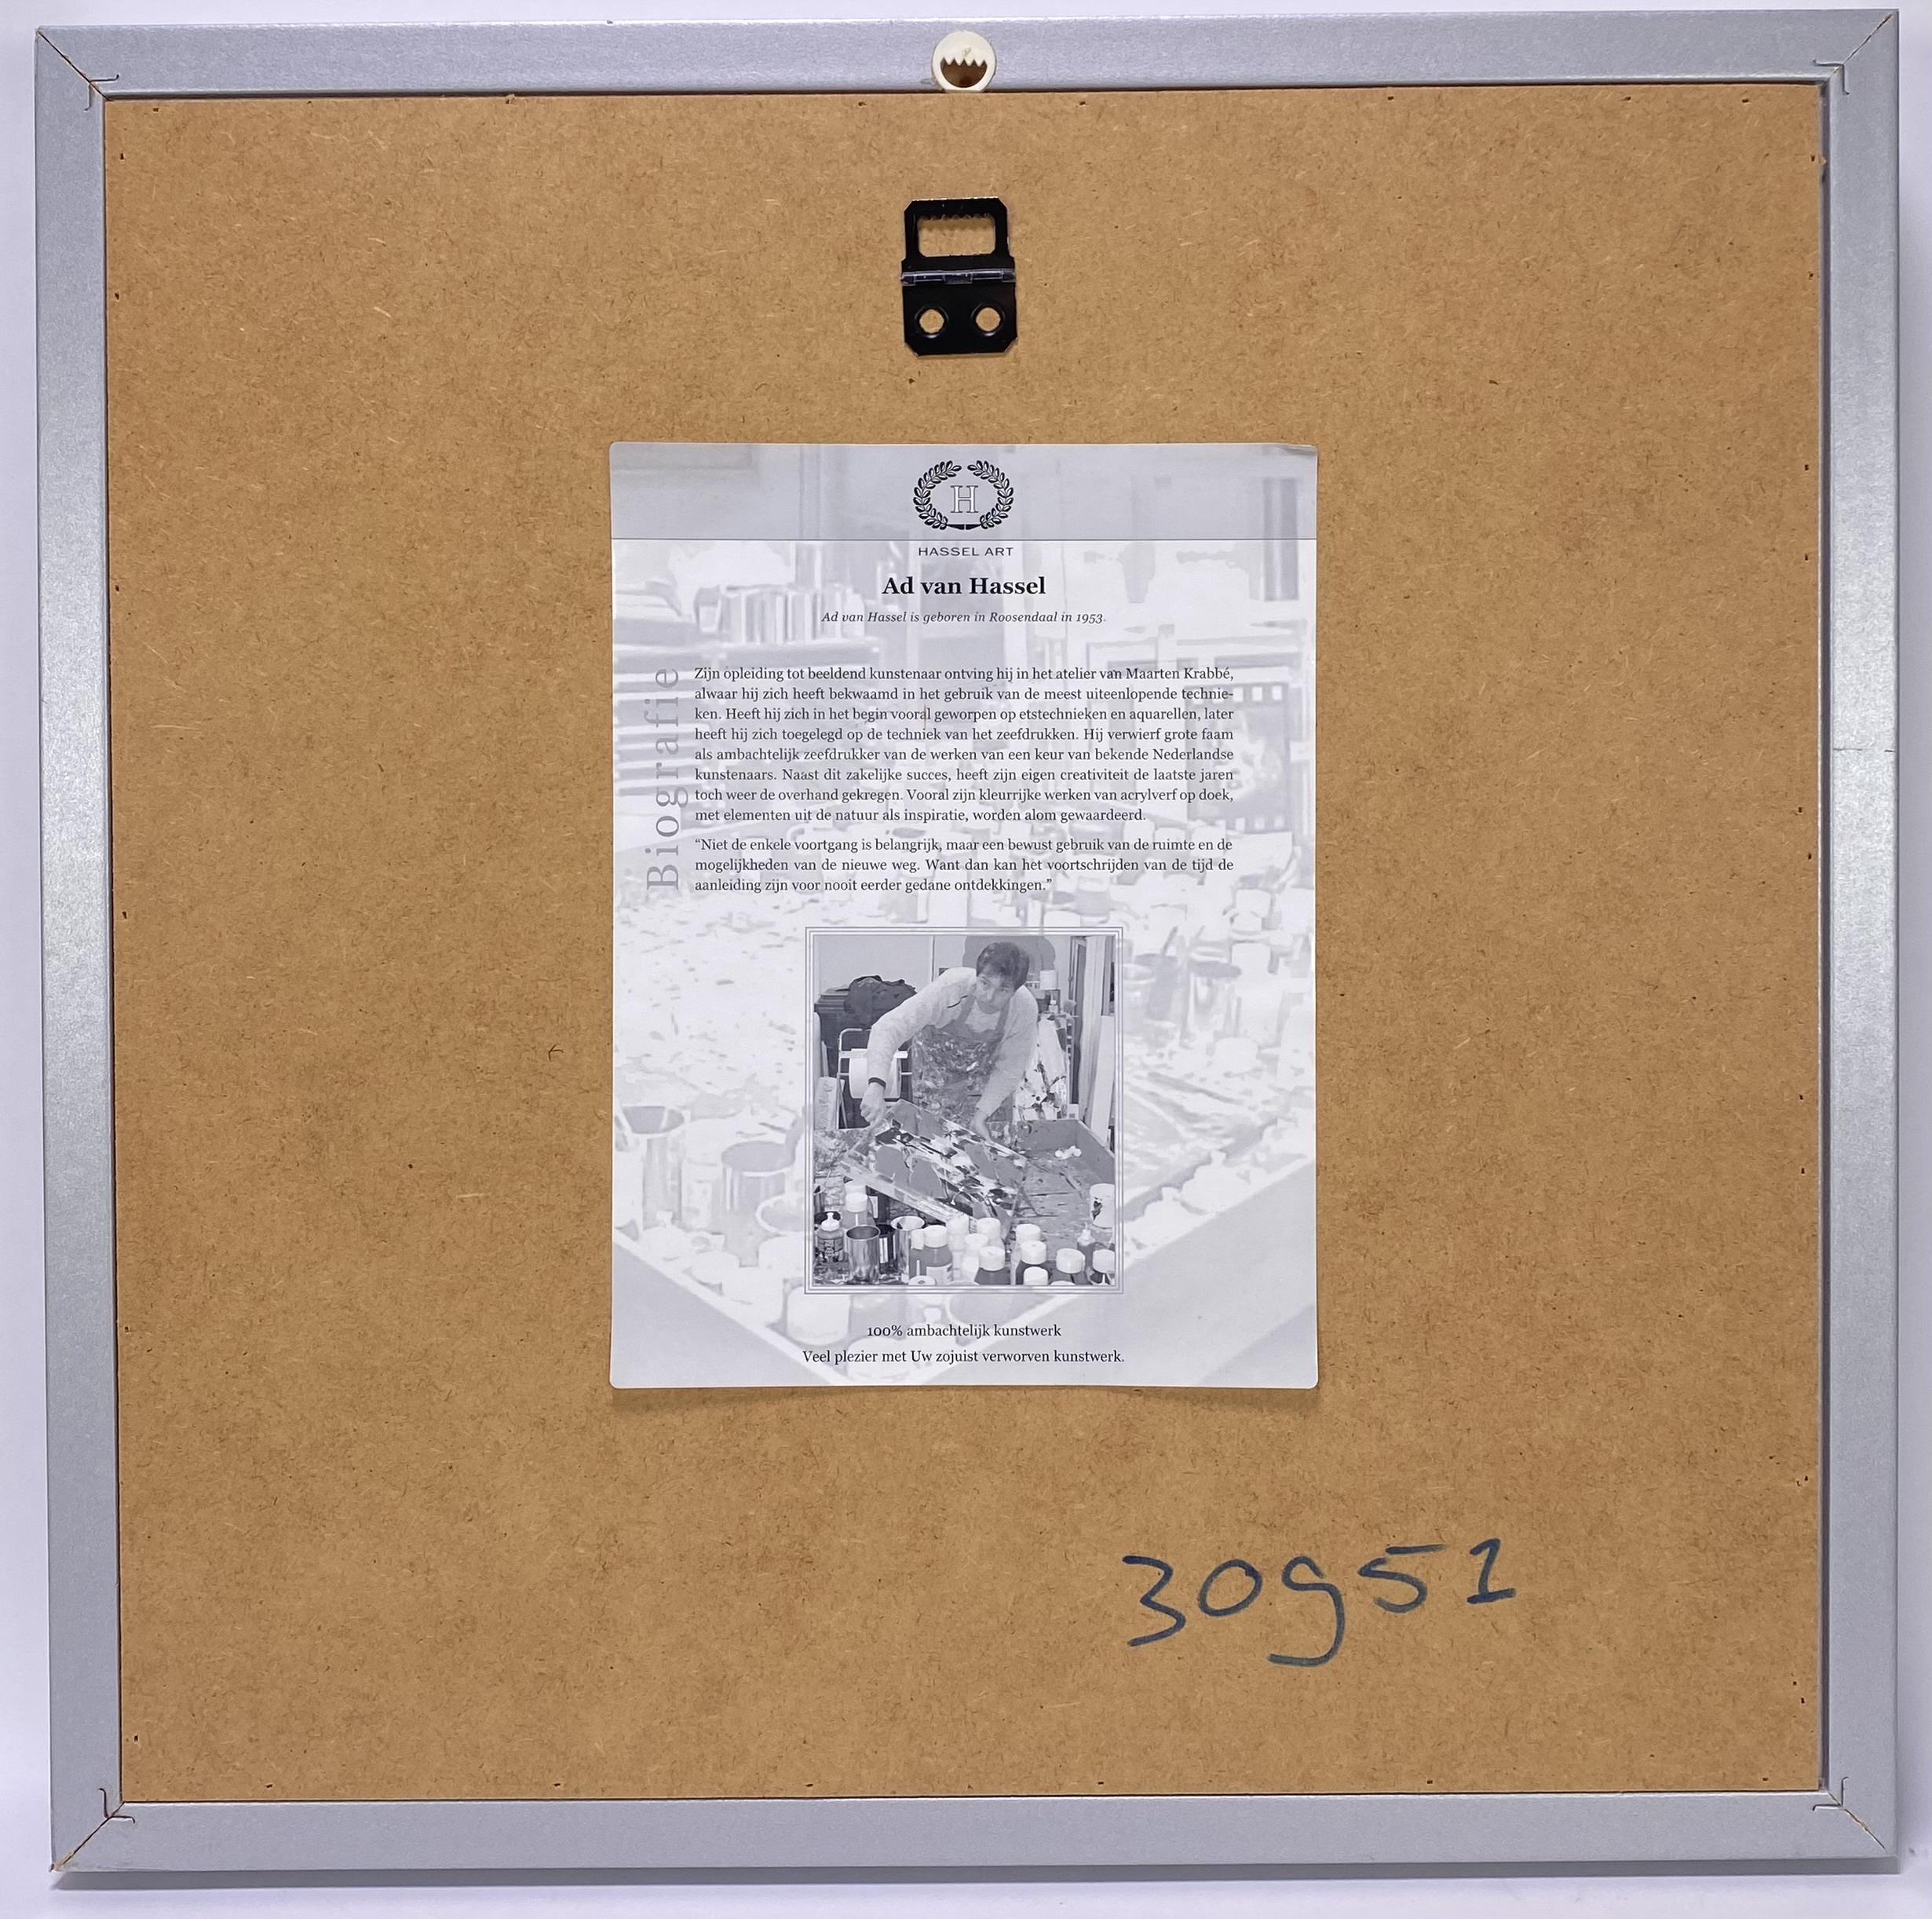 H
HASSEL ART
Ad van Hassel
Ad van Hassel is geboren in Roosendaal in 1953.
Biografie
Zijn opleiding tot beeldend kunstenaar ontving hij in het atelier van Maarten Krabbé,
alwaar hij zich heeft bekwaamd in het gebruik van de meest uiteenlopende technie-
ken. Heeft hij zich in het begin vooral geworpen op etstechnieken en aquarellen, later
heeft hij zich toegelegd op de techniek van het zeefdrukken. Hij verwierf grote faam
als ambachtelijk zeefdrukker van de werken van een keur van bekende Nederlandse
kunstenaars. Naast dit zakelijke succes, heeft zijn eigen creativiteit de laatste jaren
toch weer de overhand gekregen. Vooral zijn kleurrijke werken van acrylverf op doek,
met elementen uit de natuur als inspiratie, worden alom gewaardeerd.
“Niet de enkele voortgang is belangrijk, maar een bewust gebruik van de ruimte en de
mogelijkheden van de nieuwe weg. Want dan kan het voortschrijden van de tijd de
aanleiding zijn voor nooit eerder gedane ontdekkingen.”
100% ambachtelijk kunstwerk
Veel plezier met Uw zojuist verworven kunstwerk.
30951